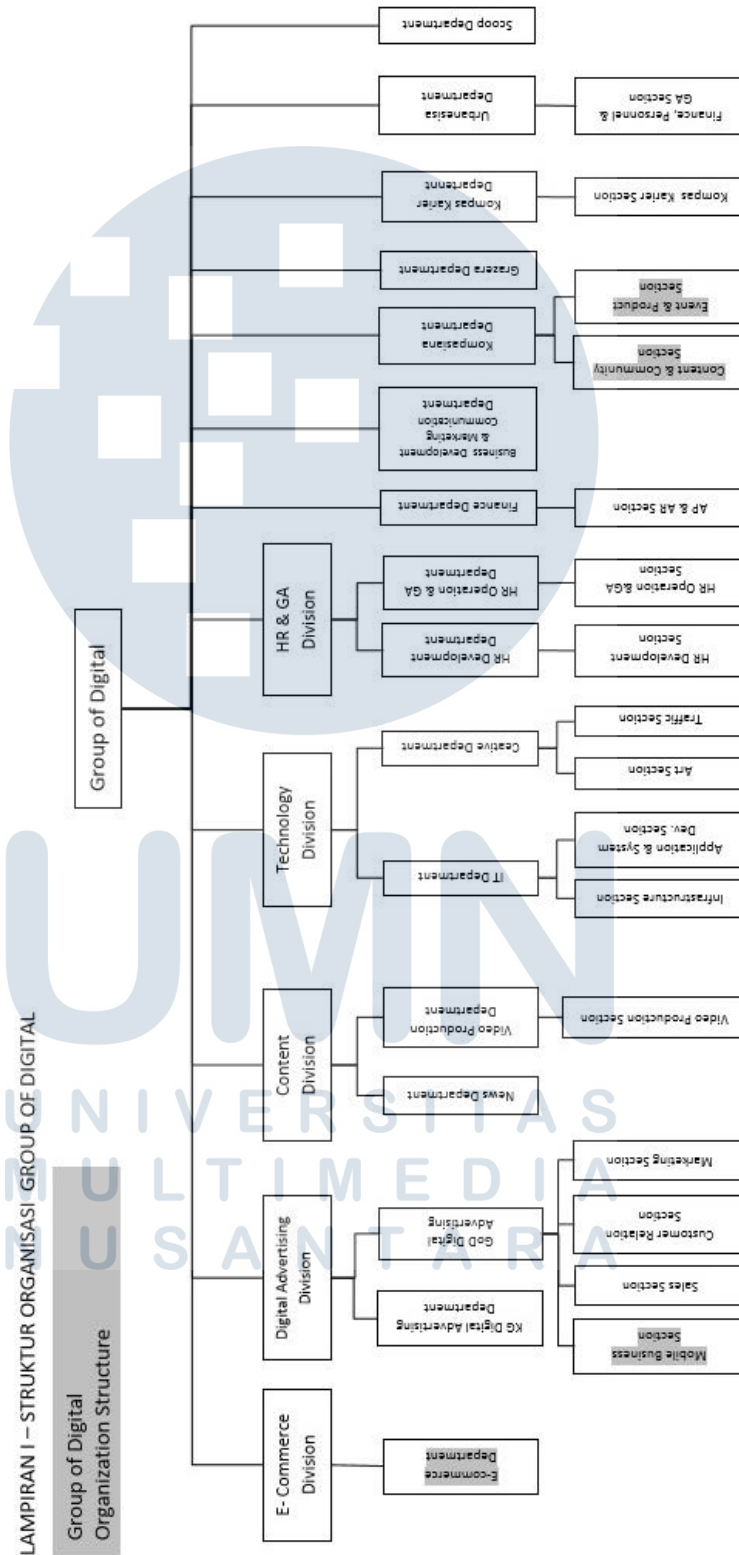 LAMPIRAN I – STRUKTUR ORGANISASI GROUP OF DIGITAL
Group of Digital
Organization Structure
Group of Digital
E- Commerce
Division
Digital Advertising
Division
Content
Division
Technology
Division
HR & GA
Division
E-commerce
Department
KG Digital Advertising
Department
GoD Digital
Advertising
News Department
Video Production
Department
IT Department
Ceative Department
HR Development
Department
HR Operation & GA
Department
Finance Department
Business Development
& Marketing
Communication
Department
Kompasiana
Department
Grazera Department
Kompas Karier
Departennt
Urbanesisa
Department
Scoop Department
Mobile Business
Section
Sales Section
Customer Relation
Section
Marketing Section
Video Production Section
Infrastructure Section
Application & System
Dev. Section
Art Section
Traffic Section
HR Development
Section
HR Operation &GA
Section
AP & AR Section
Content & Community
Section
Event & Product
Section
Kompas Karier Section
Finance, Personnel &
GA Section
UMN
UNIVERSITAS
MULTIMEDIA
NUSANTARA